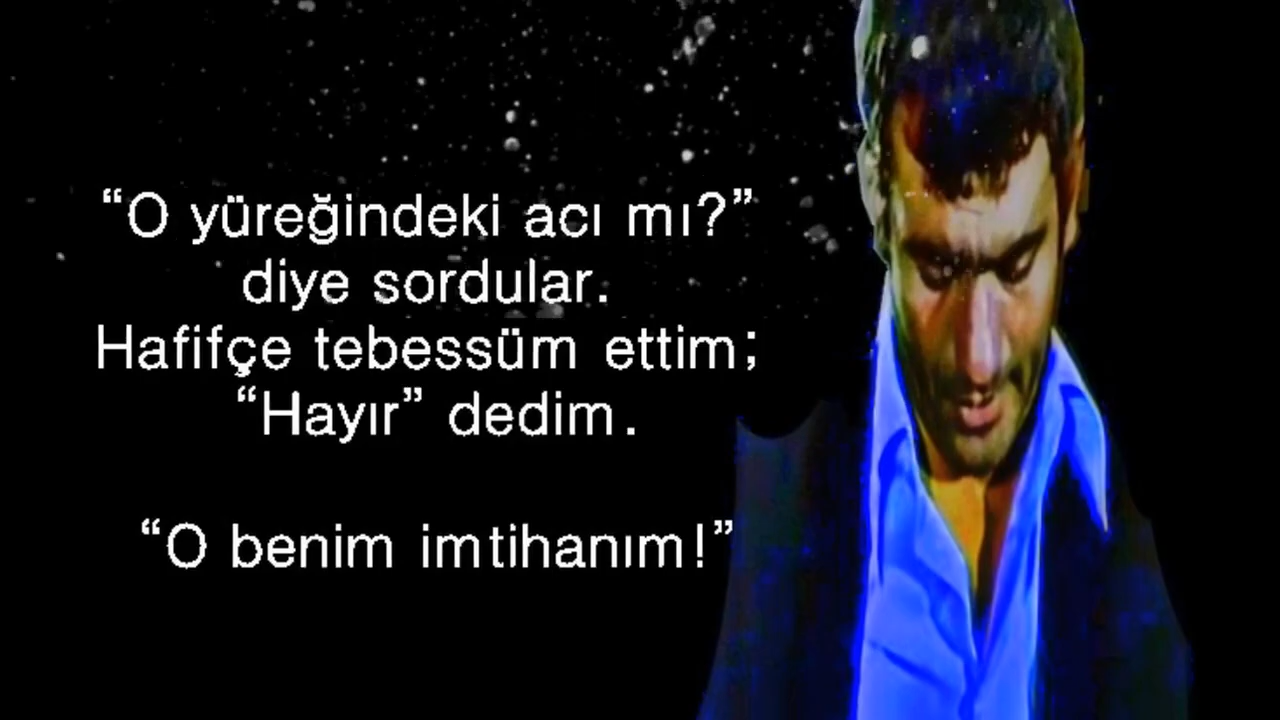 “O yüreğindeki acı mı?”
diye sordular.
Hafifçe tebessüm ettim;
“Hayır” dedim.
“O benim imtihanım!”